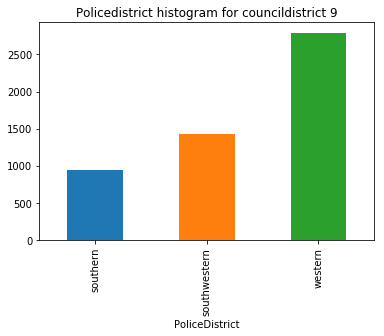 Policedistrict histogram for councildistrict 9
2500
2000
1500
1000
500
0
southern
southwestern
western
PoliceDistrict